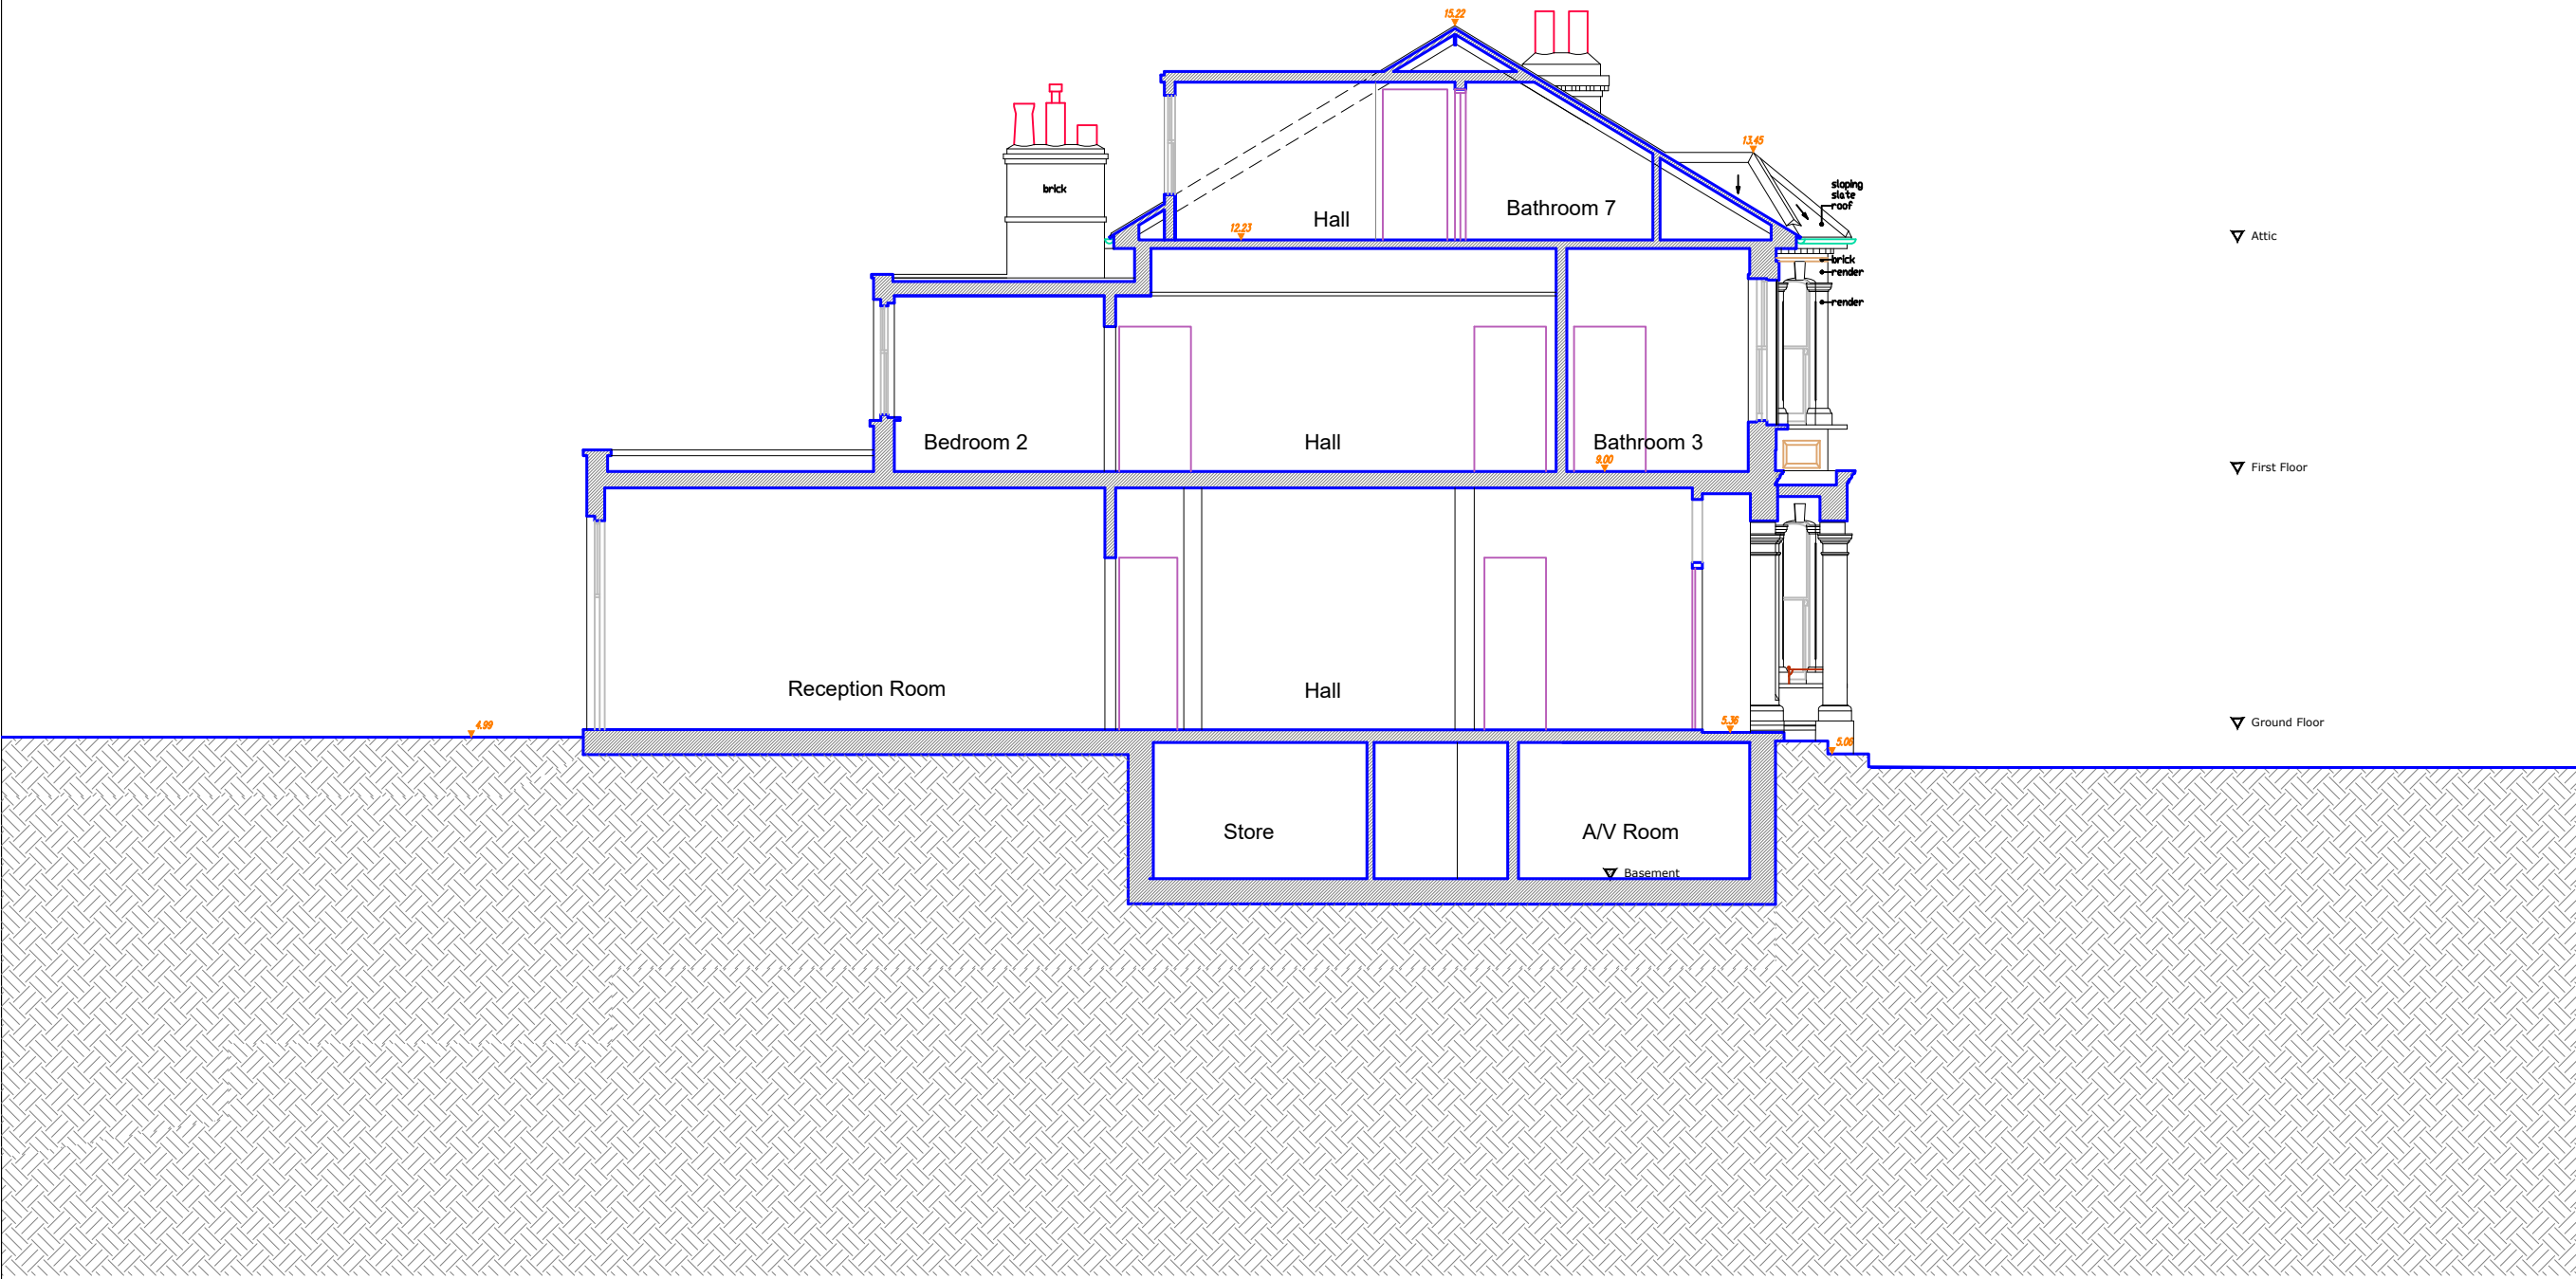 15.22
13.45
brick
sloping
slate
roof
Hall
Bathroom 7
12.23
Attic
brick
render
render
Bedroom 2
Hall
Bathroom 3
9.00
First Floor
Reception Room
Hall
4.99
5.36
Ground Floor
5.06
Store
A/V Room
Basement